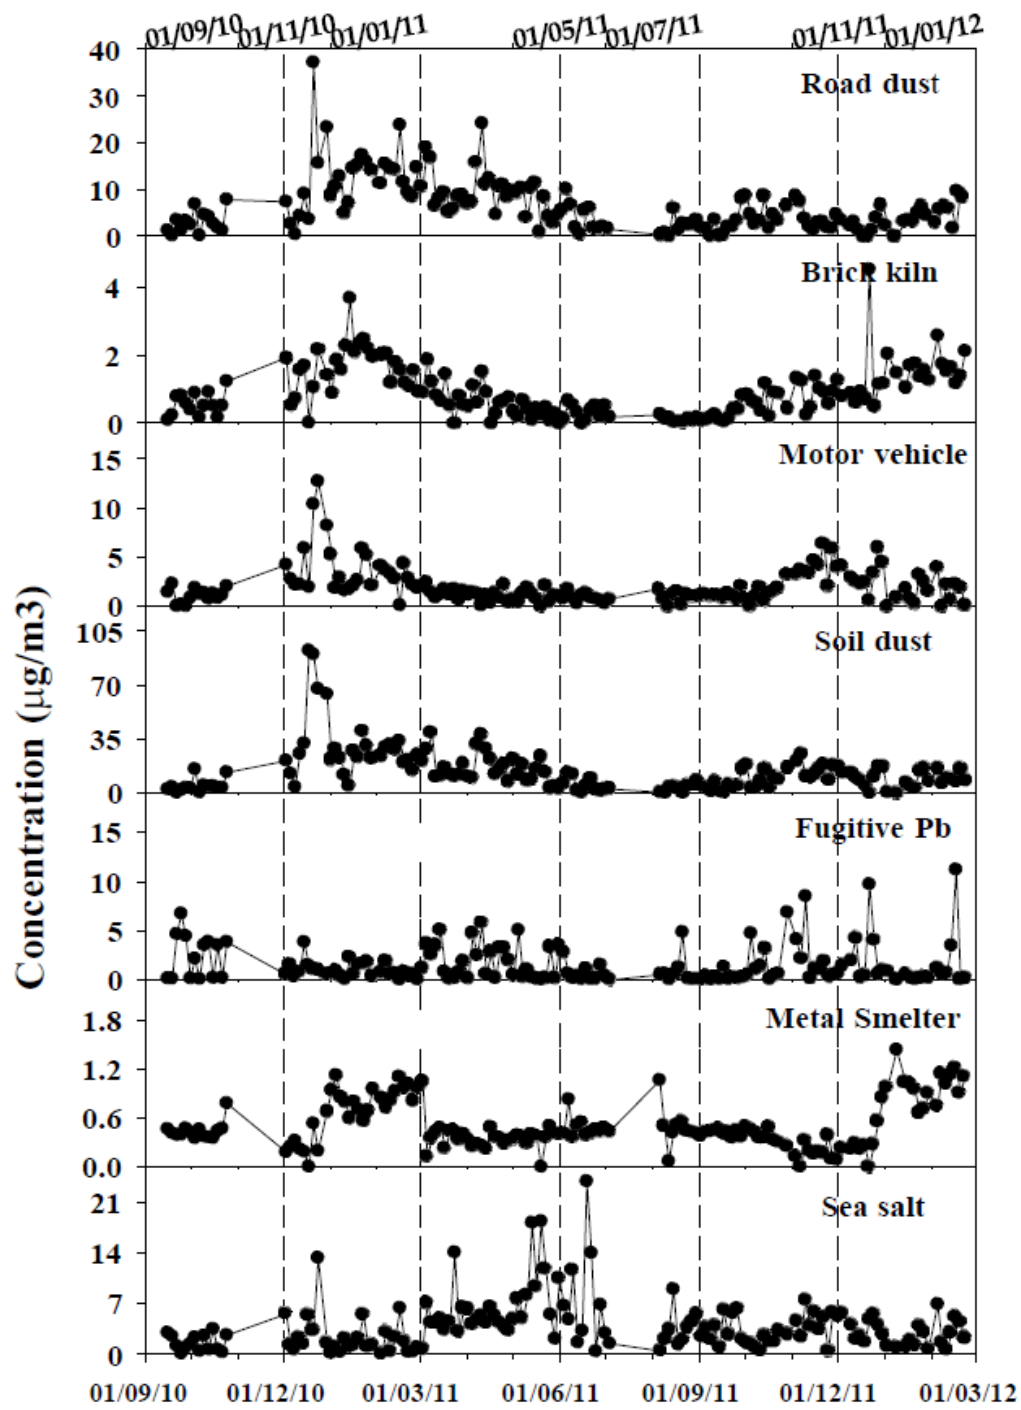 01/09/10 01/11/10 01/01/11 01/05/11 01/07/11 01/11/11 01/01/12
40
Road dust
30
20
10
0
Brick kiln
4
2
0
Motor vehicle
15
10
5
0
105
Soil dust
70
35
0
Fugitive Pb
15
10
5
0
Metal Smelter
1.8
1.2
0.6
0.0
Sea salt
21
14
7
0
Concentration (µg/m3)
01/09/10 01/12/10 01/03/11 01/06/11 01/09/11 01/12/11 01/03/12